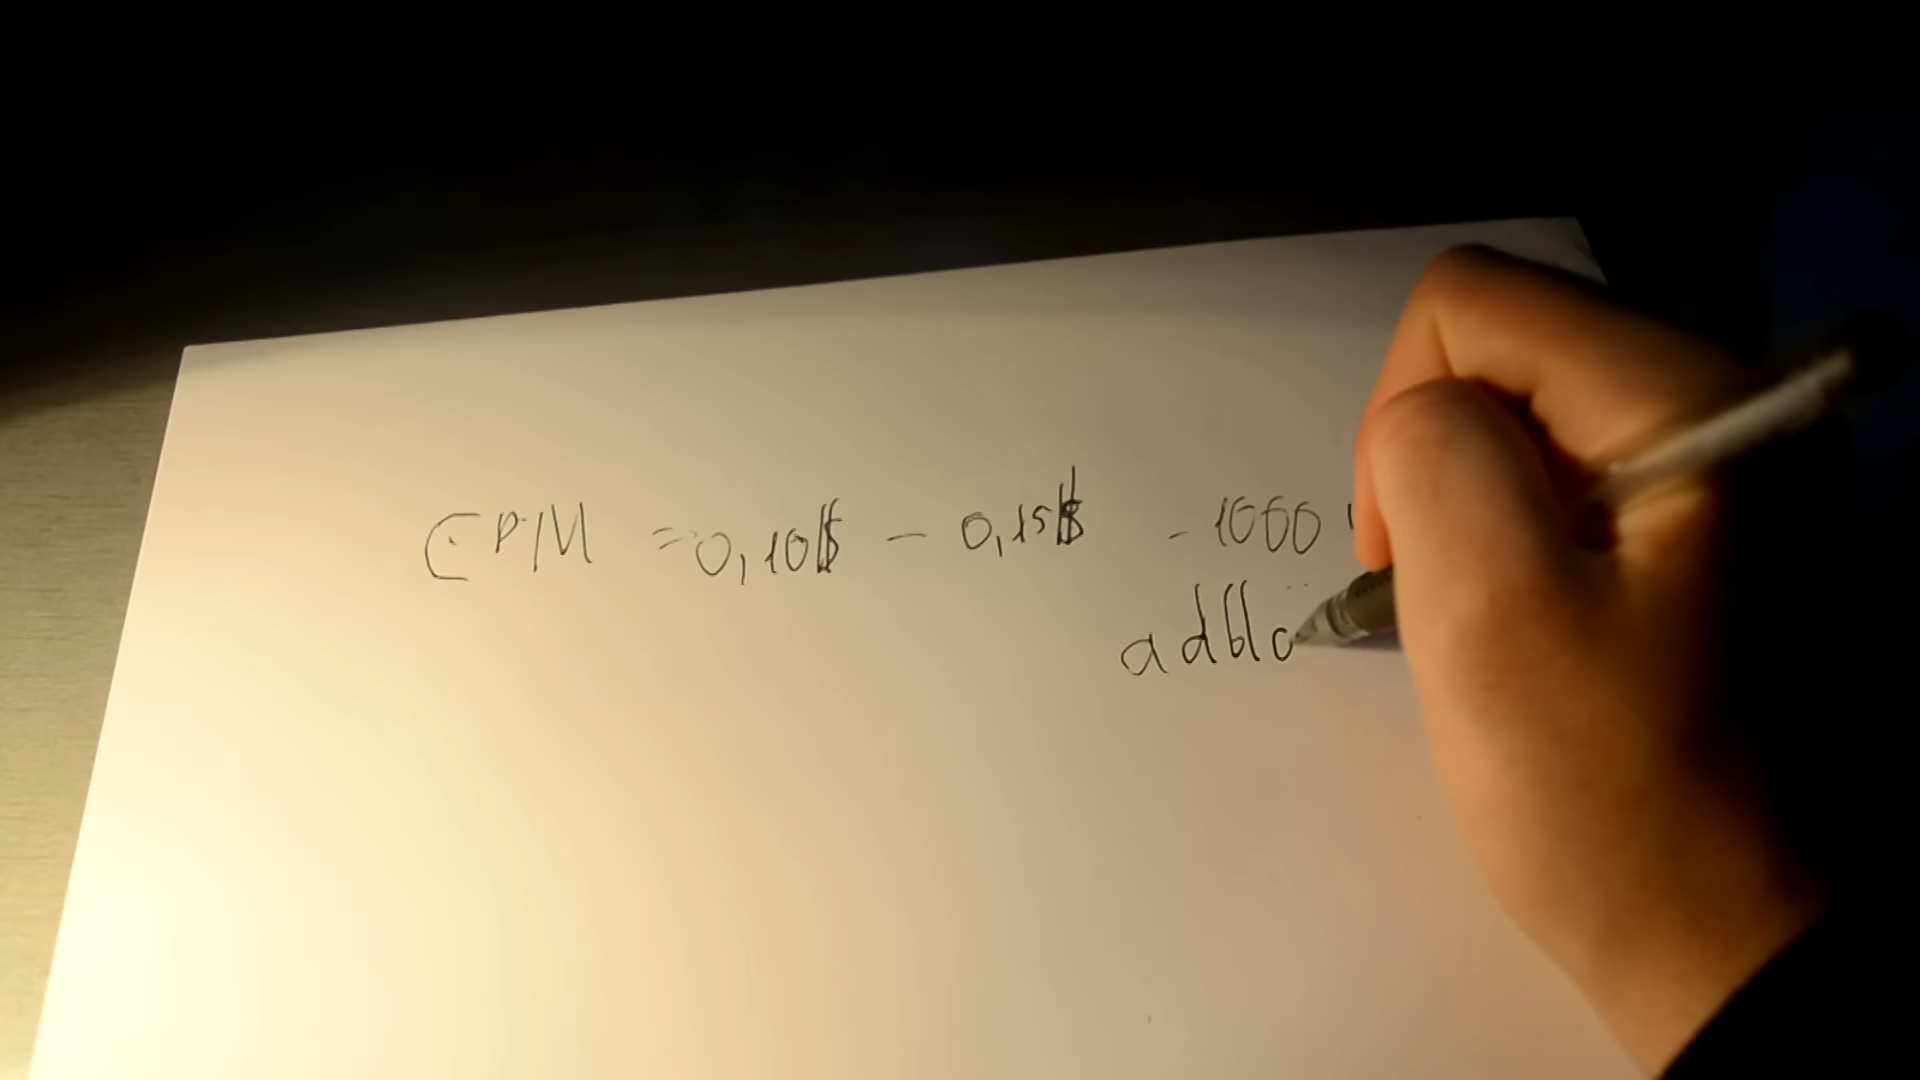 CPM = 0,10$ - 0,15$ - 1000
adblo